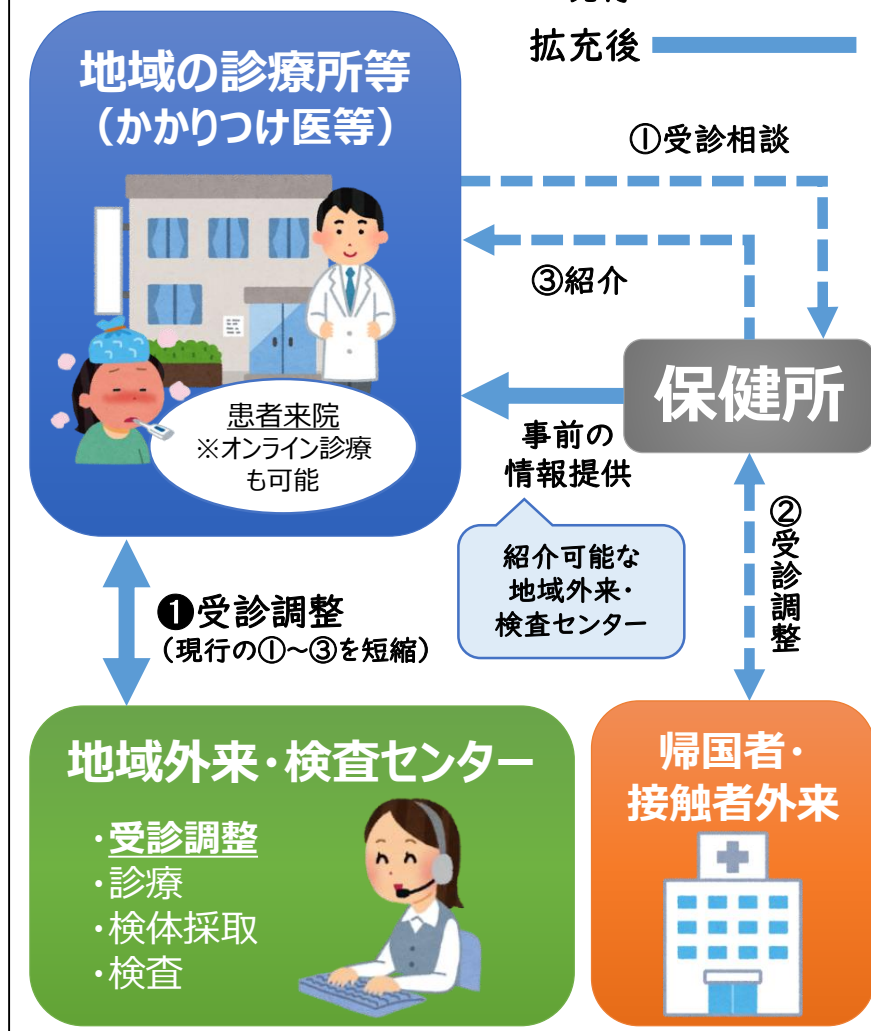 拡充後
地域の診療所等
（かかりつけ医等）
①受診相談
③紹介
保健所
患者来院
※オンライン診療
も可能
事前の
情報提供
紹介可能な
地域外来・
検査センター
②受診調整
❶受診調整
（現行の①～③を短縮）
地域外来・検査センター
・受診調整
・診療
・検体採取
・検査
帰国者・
接触者外来